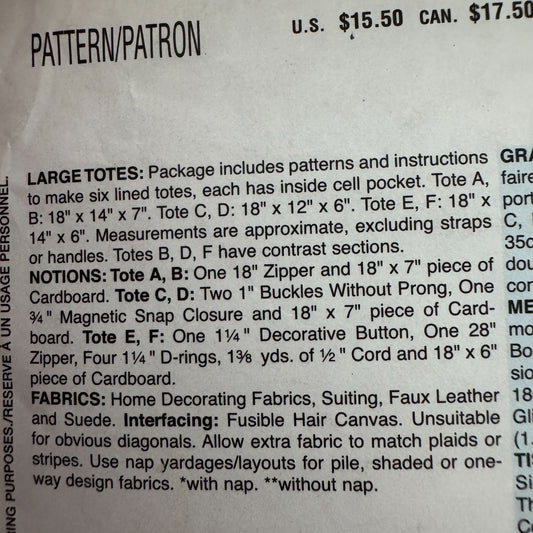 PATTERN/PATRON
U.S. $15.50 CAN. $17.50
LARGE TOTES: Package includes patterns and instructions
to make six lined totes, each has inside cell pocket. Tote A,
B: 18" x 14" x 7". Tote C, D: 18" x 12" x 6". Tote E, F: 18" x
14" x 6". Measurements are approximate, excluding straps
or handles. Totes B, D, F have contrast sections.
NOTIONS: Tote A, B: One 18" Zipper and 18" x 7" piece of
Cardboard. Tote C, D: Two 1" Buckles Without Prong, One
¾" Magnetic Snap Closure and 18" x 7" piece of Card-
board. Tote E, F: One 1¼" Decorative Button, One 28"
Zipper, Four 1¼" D-rings, 1⅜ yds. of ½" Cord and 18" x 6"
piece of Cardboard.
FABRICS: Home Decorating Fabrics, Suiting, Faux Leather
and Suede. Interfacing: Fusible Hair Canvas. Unsuitable
for obvious diagonals. Allow extra fabric to match plaids or
stripes. Use nap yardages/layouts for pile, shaded or one-
way design fabrics. *with nap. **without nap.
PURPOSES./RESERVÉ À UN USAGE PERSONNEL.
faire
C,
(1.